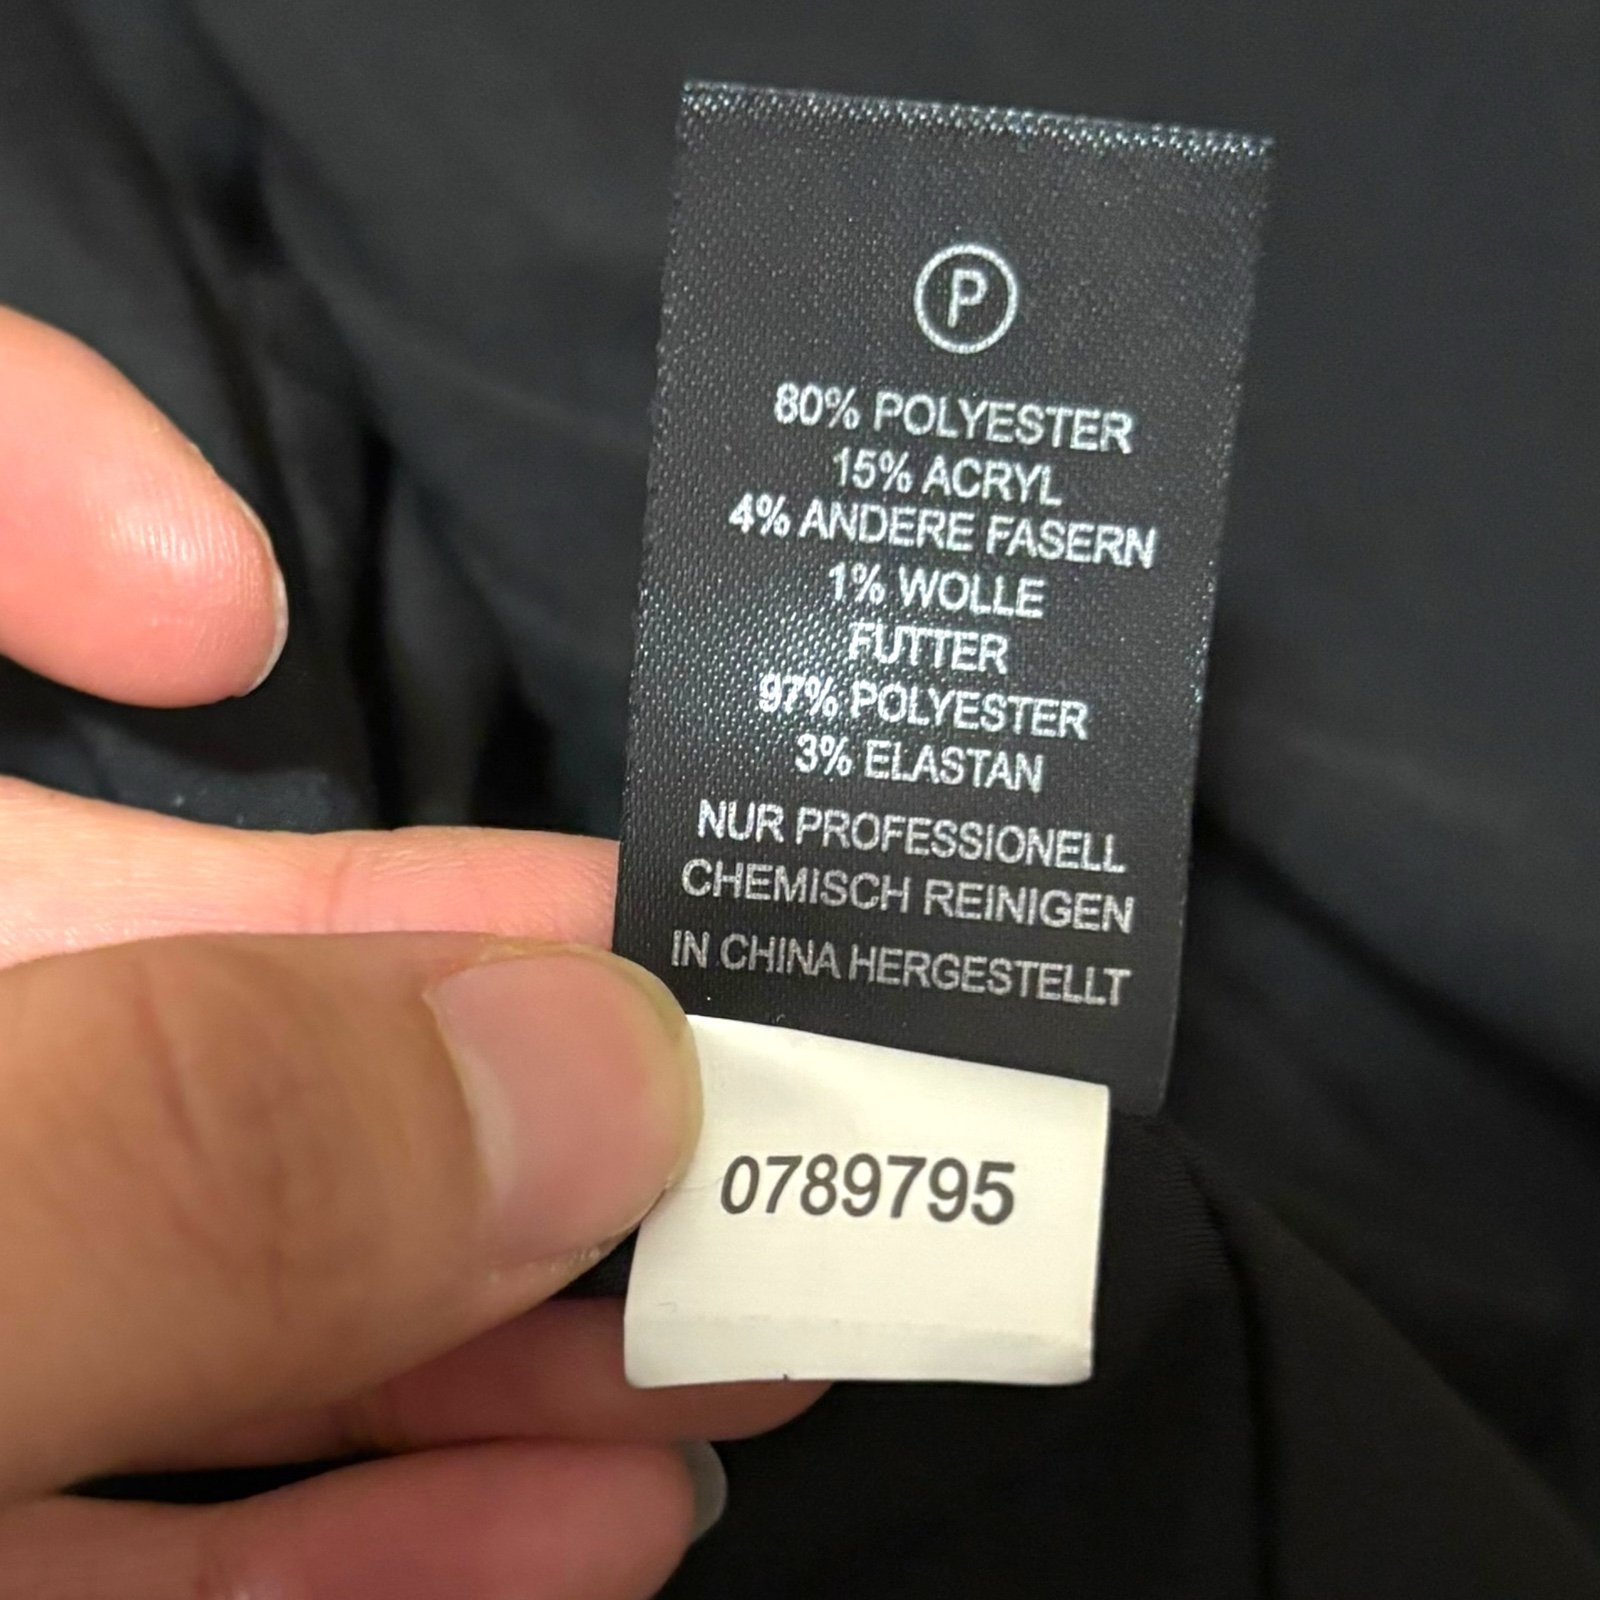 P
80% POLYESTER
15% ACRYL
4% ANDERE FASERN
1% WOLLE
FUTTER
97% POLYESTER
3% ELASTAN
NUR PROFESSIONELL
CHEMISCH REINIGEN
IN CHINA HERGESTELLT
0789795